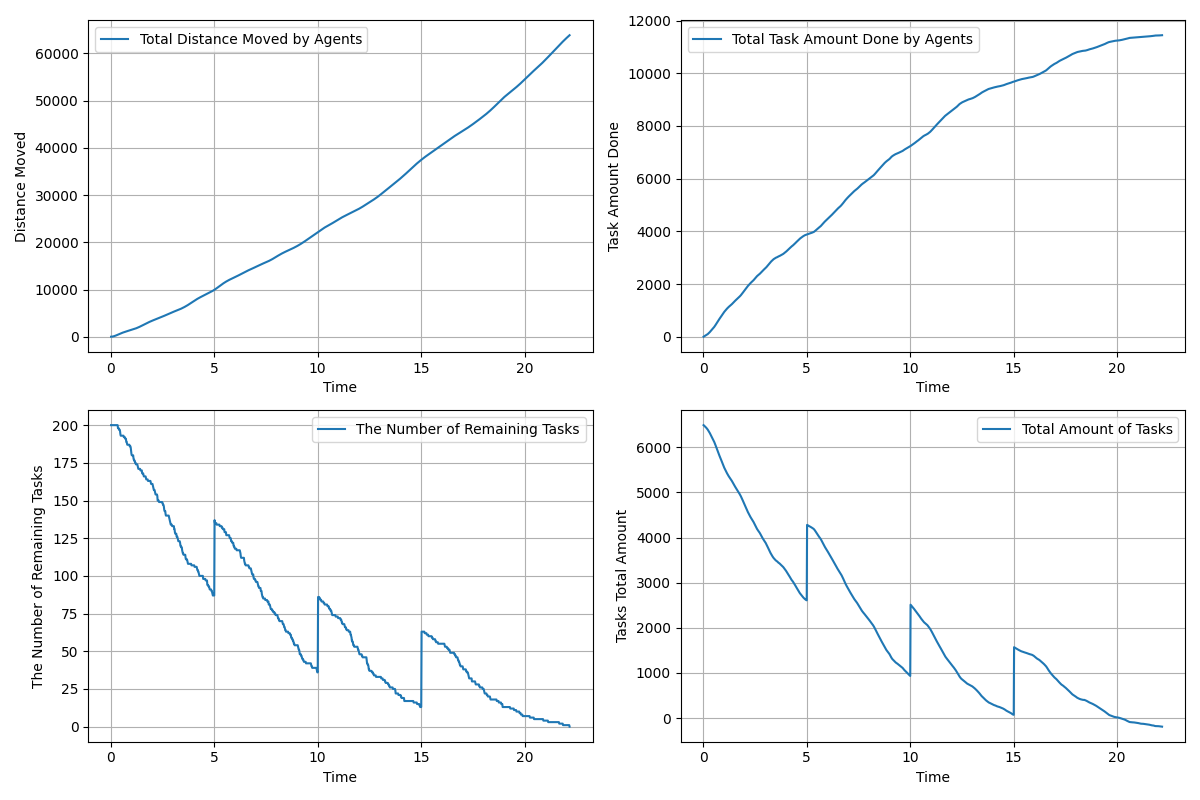 Total Distance Moved by Agents
60000
50000
40000
30000
20000
10000
0
Distance Moved
0 5 10 15 20
Time
Total Task Amount Done by Agents
12000
10000
8000
6000
4000
2000
0
Task Amount Done
0 5 10 15 20
Time
The Number of Remaining Tasks
200
175
150
125
100
75
50
25
0
The Number of Remaining Tasks
0 5 10 15 20
Time
Total Amount of Tasks
6000
5000
4000
3000
2000
1000
0
Tasks Total Amount
0 5 10 15 20
Time